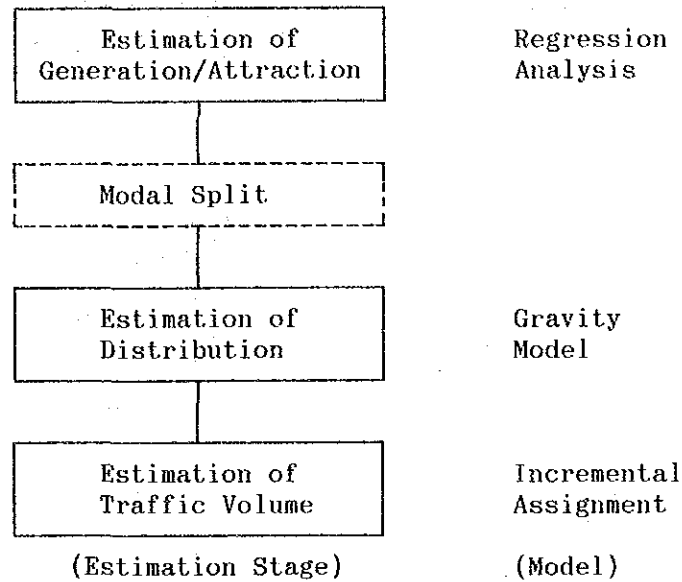 Estimation of
Generation/Attraction
Regression
Analysis
Modal Split
Estimation of
Distribution
Gravity
Model
Estimation of
Traffic Volume
Incremental
Assignment
(Estimation Stage)
(Model)